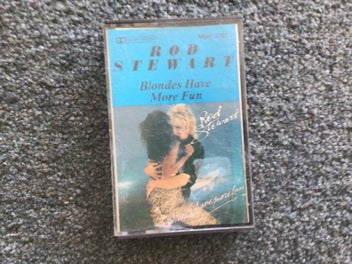 ROD
STEWART
Blondes Have
More Fun
Rod
Stewart